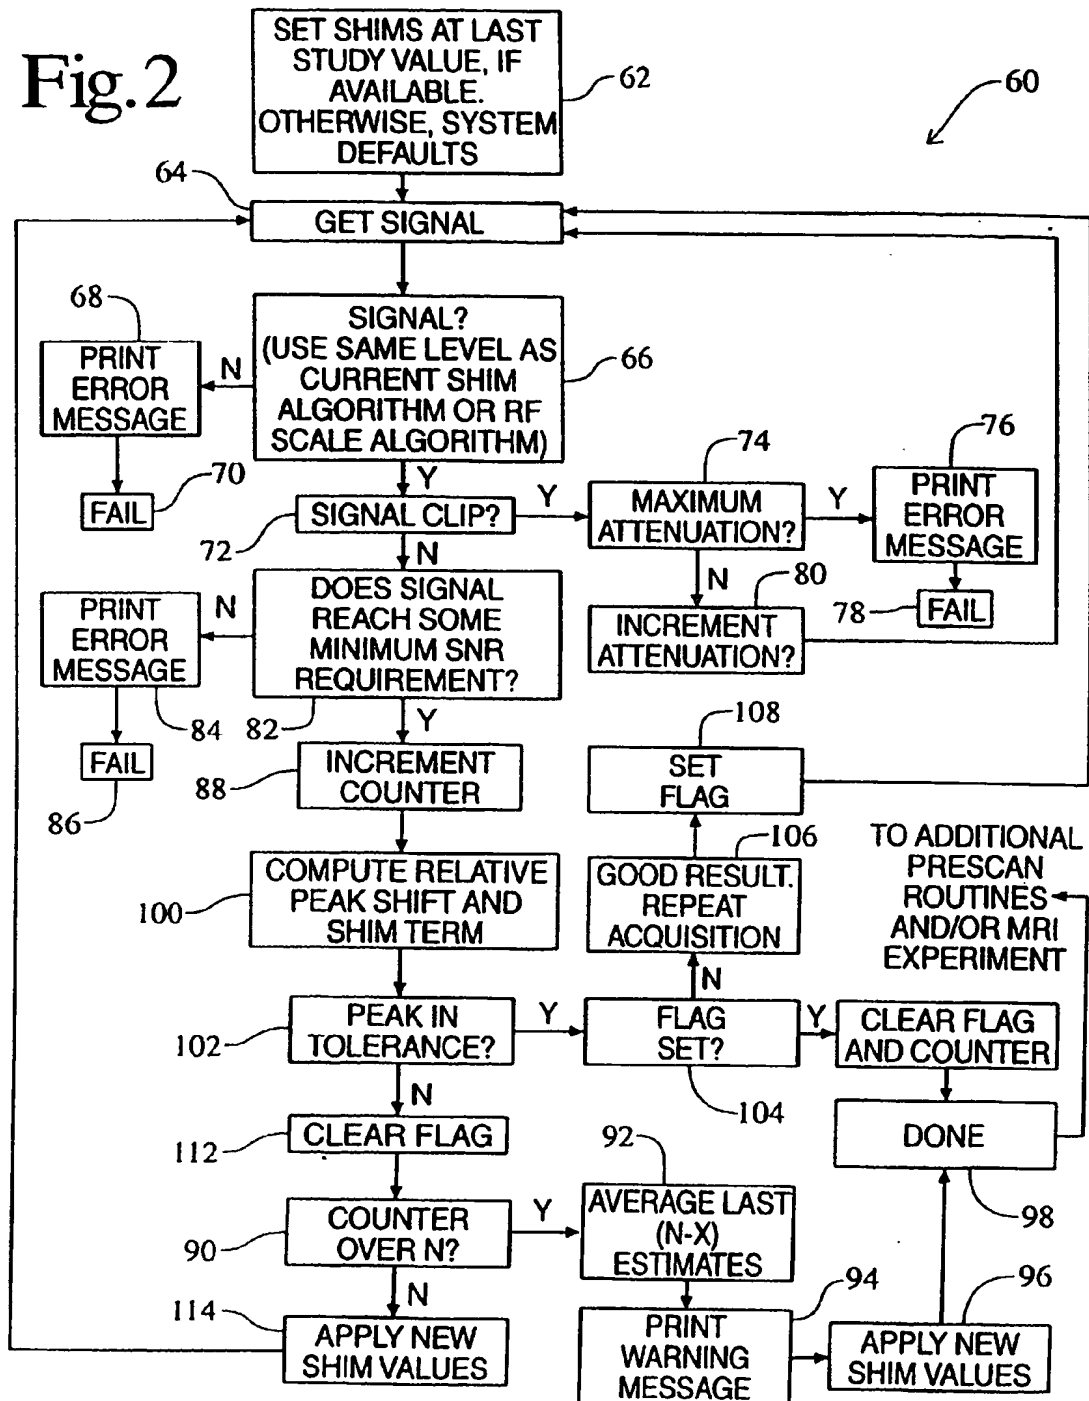 Fig.2
SET SHIMS AT LAST
STUDY VALUE, IF
AVAILABLE.
OTHERWISE, SYSTEM
DEFAULTS
62
60
64
GET SIGNAL
68
PRINT
ERROR
MESSAGE
N
SIGNAL?
(USE SAME LEVEL AS
CURRENT SHIM
ALGORITHM OR RF
SCALE ALGORITHM)
66
70
FAIL
Y
72
SIGNAL CLIP?
Y
74
MAXIMUM
ATTENUATION?
Y
76
PRINT
ERROR
MESSAGE
N
N
80
INCREMENT
ATTENUATION?
78
FAIL
PRINT
ERROR
MESSAGE
N
DOES SIGNAL
REACH SOME
MINIMUM SNR
REQUIREMENT?
84
82
Y
FAIL
86
88
INCREMENT
COUNTER
108
SET
FLAG
100
COMPUTE RELATIVE
PEAK SHIFT AND
SHIM TERM
106
GOOD RESULT.
REPEAT
ACQUISITION
TO ADDITIONAL
PRESCAN
ROUTINES
AND/OR MRI
EXPERIMENT
N
102
PEAK IN
TOLERANCE?
Y
FLAG
SET?
Y
CLEAR FLAG
AND COUNTER
104
N
112
CLEAR FLAG
DONE
98
90
COUNTER
OVER N?
Y
92
AVERAGE LAST
(N-X)
ESTIMATES
N
94
96
114
APPLY NEW
SHIM VALUES
PRINT
WARNING
MESSAGE
APPLY NEW
SHIM VALUES